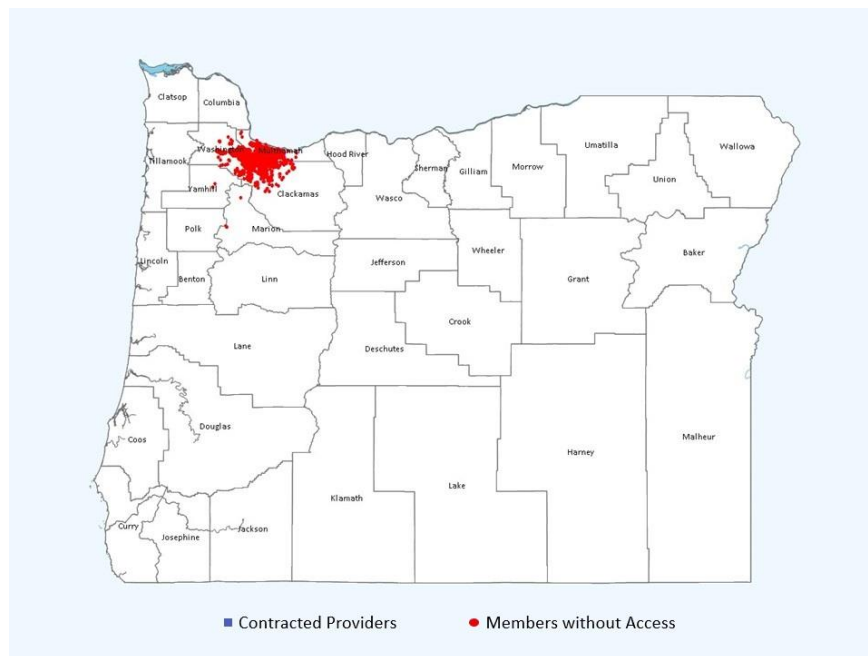 Clatsop
Columbia
Tillamook
Washington
Hood River
Yamhill
Clackamas
Sherman
Gilliam
Morrow
Umatilla
Wallowa
Union
Wasco
Polk
Marion
Wheeler
Baker
Lincoln
Benton
Linn
Jefferson
Grant
Crook
Lane
Deschutes
Douglas
Coos
Harney
Malheur
Klamath
Lake
Curry
Josephine
Jackson
Contracted Providers
Members without Access